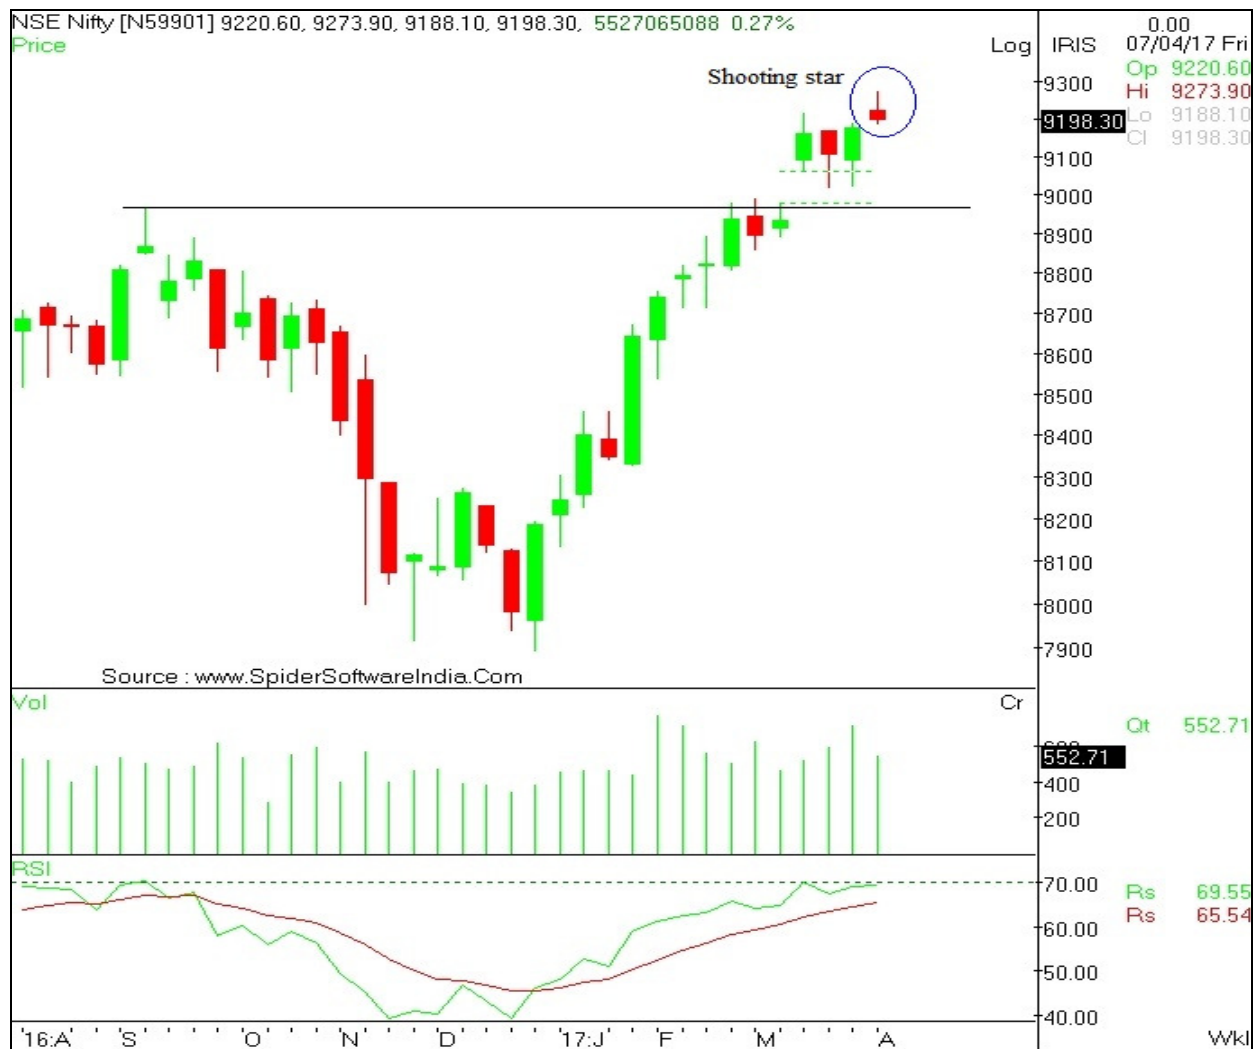 NSE Nifty [N59901] 9220.60, 9273.90, 9188.10, 9198.30, 5527065088 0.27%
0.00
Price
Log
IRIS
07/04/17 Fri
Op 9220.60
Hi 9273.90
Lo 9188.10
Cl 9198.30
Shooting star
9300
9198.30
9100
9000
8900
8800
8700
8600
8500
8400
8300
8200
8100
8000
7900
Source : www.SpiderSoftwareIndia.Com
Vol
Cr
Qt 552.71
552.71
400
200
RSI
70.00
60.00
50.00
40.00
Rs 69.55
Rs 65.54
'16:A S O N D '17:J F M A
Wkl